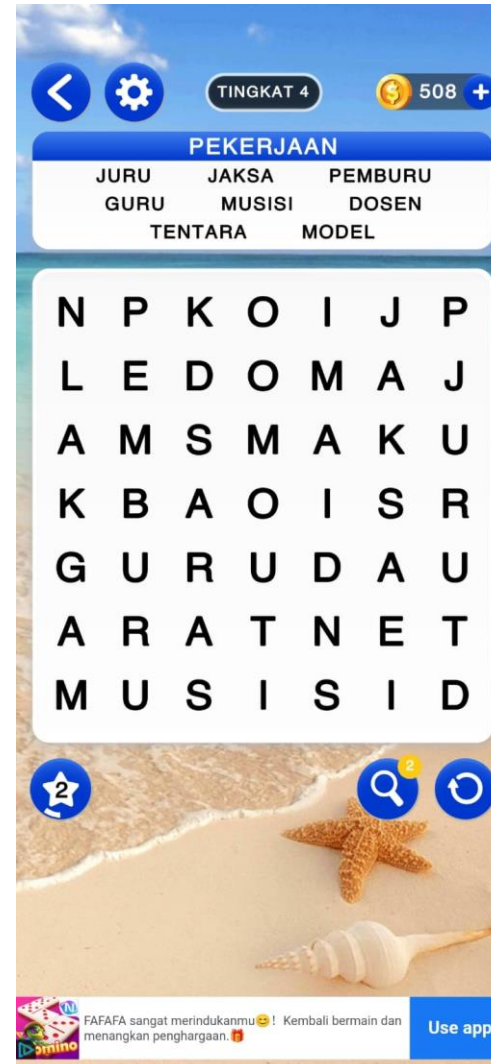 TINGKAT 4
508 +
PEKERJAAN
JURU JAKSA PEMBURU
GURU MUSISI DOSEN
TENTARA MODEL
N P K O I J P
L E D O M A J
A M S M A K U
K B A O I S R
G U R U D A U
A R A T N E T
M U S I S I D
2
2
N
Domino
FAFAFA sangat merindukanmu😊! Kembali bermain dan
menangkan penghargaan.🎁
Use app